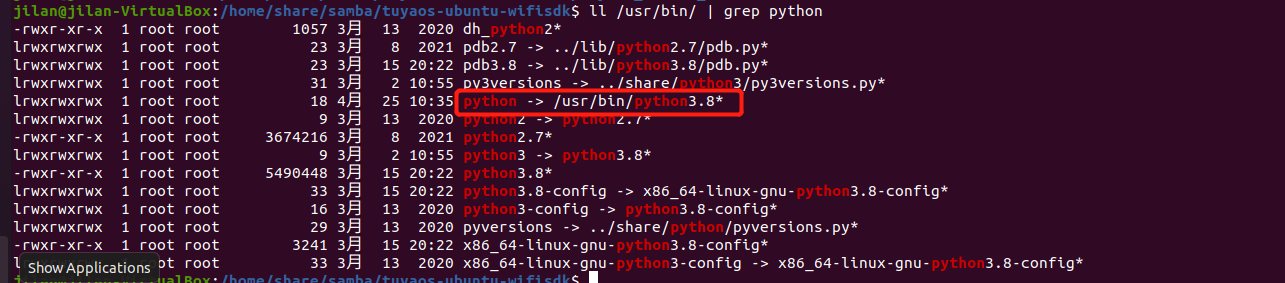 jilan@jilan-VirtualBox:/home/share/samba/tuyaos-ubuntu-wifisdk$ ll /usr/bin/ | grep python
-rwxr-xr-x 1 root root 1057 3月 13 2020 dh_python2*
lrwxrwxrwx 1 root root 23 3月 8 2021 pdb2.7 -> ../lib/python2.7/pdb.py*
lrwxrwxrwx 1 root root 23 3月 15 20:22 pdb3.8 -> ../lib/python3.8/pdb.py*
lrwxrwxrwx 1 root root 31 3月 2 10:55 py3versions -> ../share/python3/py3versions.py*
lrwxrwxrwx 1 root root 18 4月 25 10:35 python -> /usr/bin/python3.8*
lrwxrwxrwx 1 root root 9 3月 13 2020 python2 -> python2.7*
-rwxr-xr-x 1 root root 3674216 3月 8 2021 python2.7*
lrwxrwxrwx 1 root root 9 3月 2 10:55 python3 -> python3.8*
-rwxr-xr-x 1 root root 5490448 3月 15 20:22 python3.8*
lrwxrwxrwx 1 root root 33 3月 15 20:22 python3.8-config -> x86_64-linux-gnu-python3.8-config*
lrwxrwxrwx 1 root root 16 3月 13 2020 python3-config -> python3.8-config*
lrwxrwxrwx 1 root root 29 3月 13 2020 pyversions -> ../share/python/pyversions.py*
-rwxr-xr-x 1 root root 3241 3月 15 20:22 x86_64-linux-gnu-python3.8-config*
lrwxrwxrwx 1 root root 33 3月 13 2020 x86_64-linux-gnu-python3-config -> x86_64-linux-gnu-python3.8-config*
Show Applications
/home/share/samba/tuyaos-ubuntu-wifisdk$